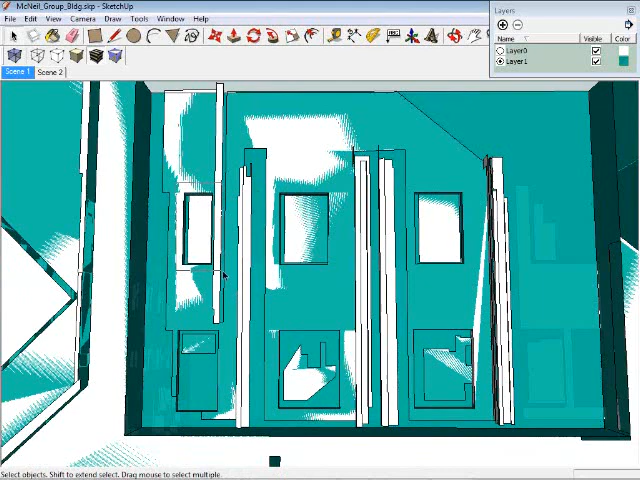 McNeil_Group_Bldg.skp - SketchUp
File Edit View Camera Draw Tools Window Help
Scene 1 Scene 2
Layers
Name Visible Color
Layer0
Layer1
Select objects. Shift to extend select. Drag mouse to select multiple.